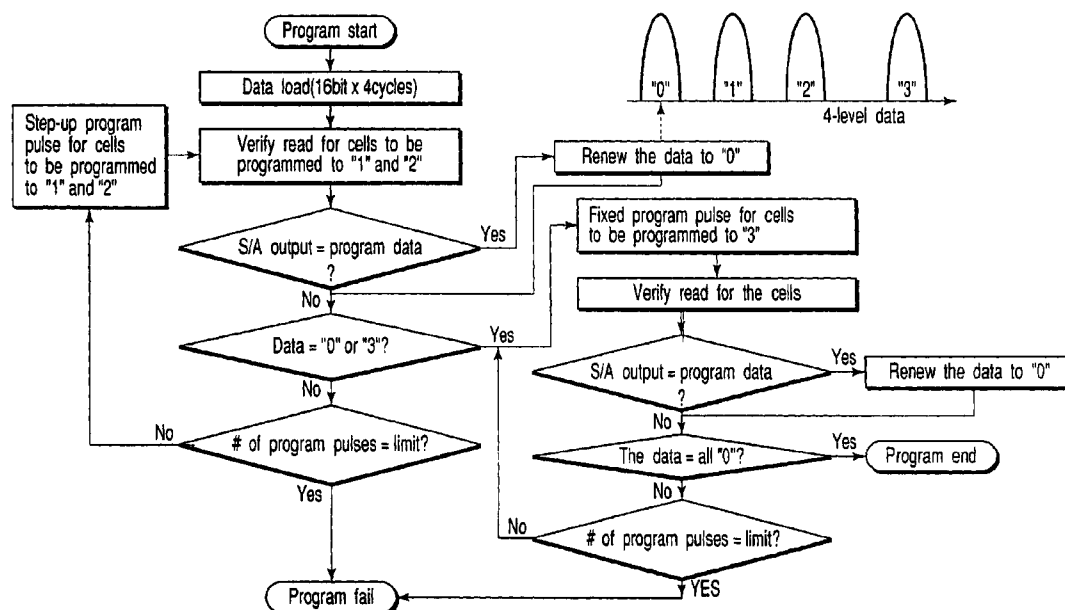 Program start
Data load(16bit x 4cycles)
Step-up program
pulse for cells
to be programmed
to "1" and "2"
Verify read for cells to be
programmed to "1" and "2"
S/A output = program data
?
Yes
No
Data = "0" or "3"?
Yes
No
# of program pulses = limit?
No
Yes
Program fail
"0"
"1"
"2"
"3"
4-level data
Renew the data to "0"
Fixed program pulse for cells
to be programmed to "3"
Verify read for the cells
S/A output = program data
?
Yes
Renew the data to "0"
No
The data = all "0"?
Yes
Program end
No
# of program pulses = limit?
No
YES